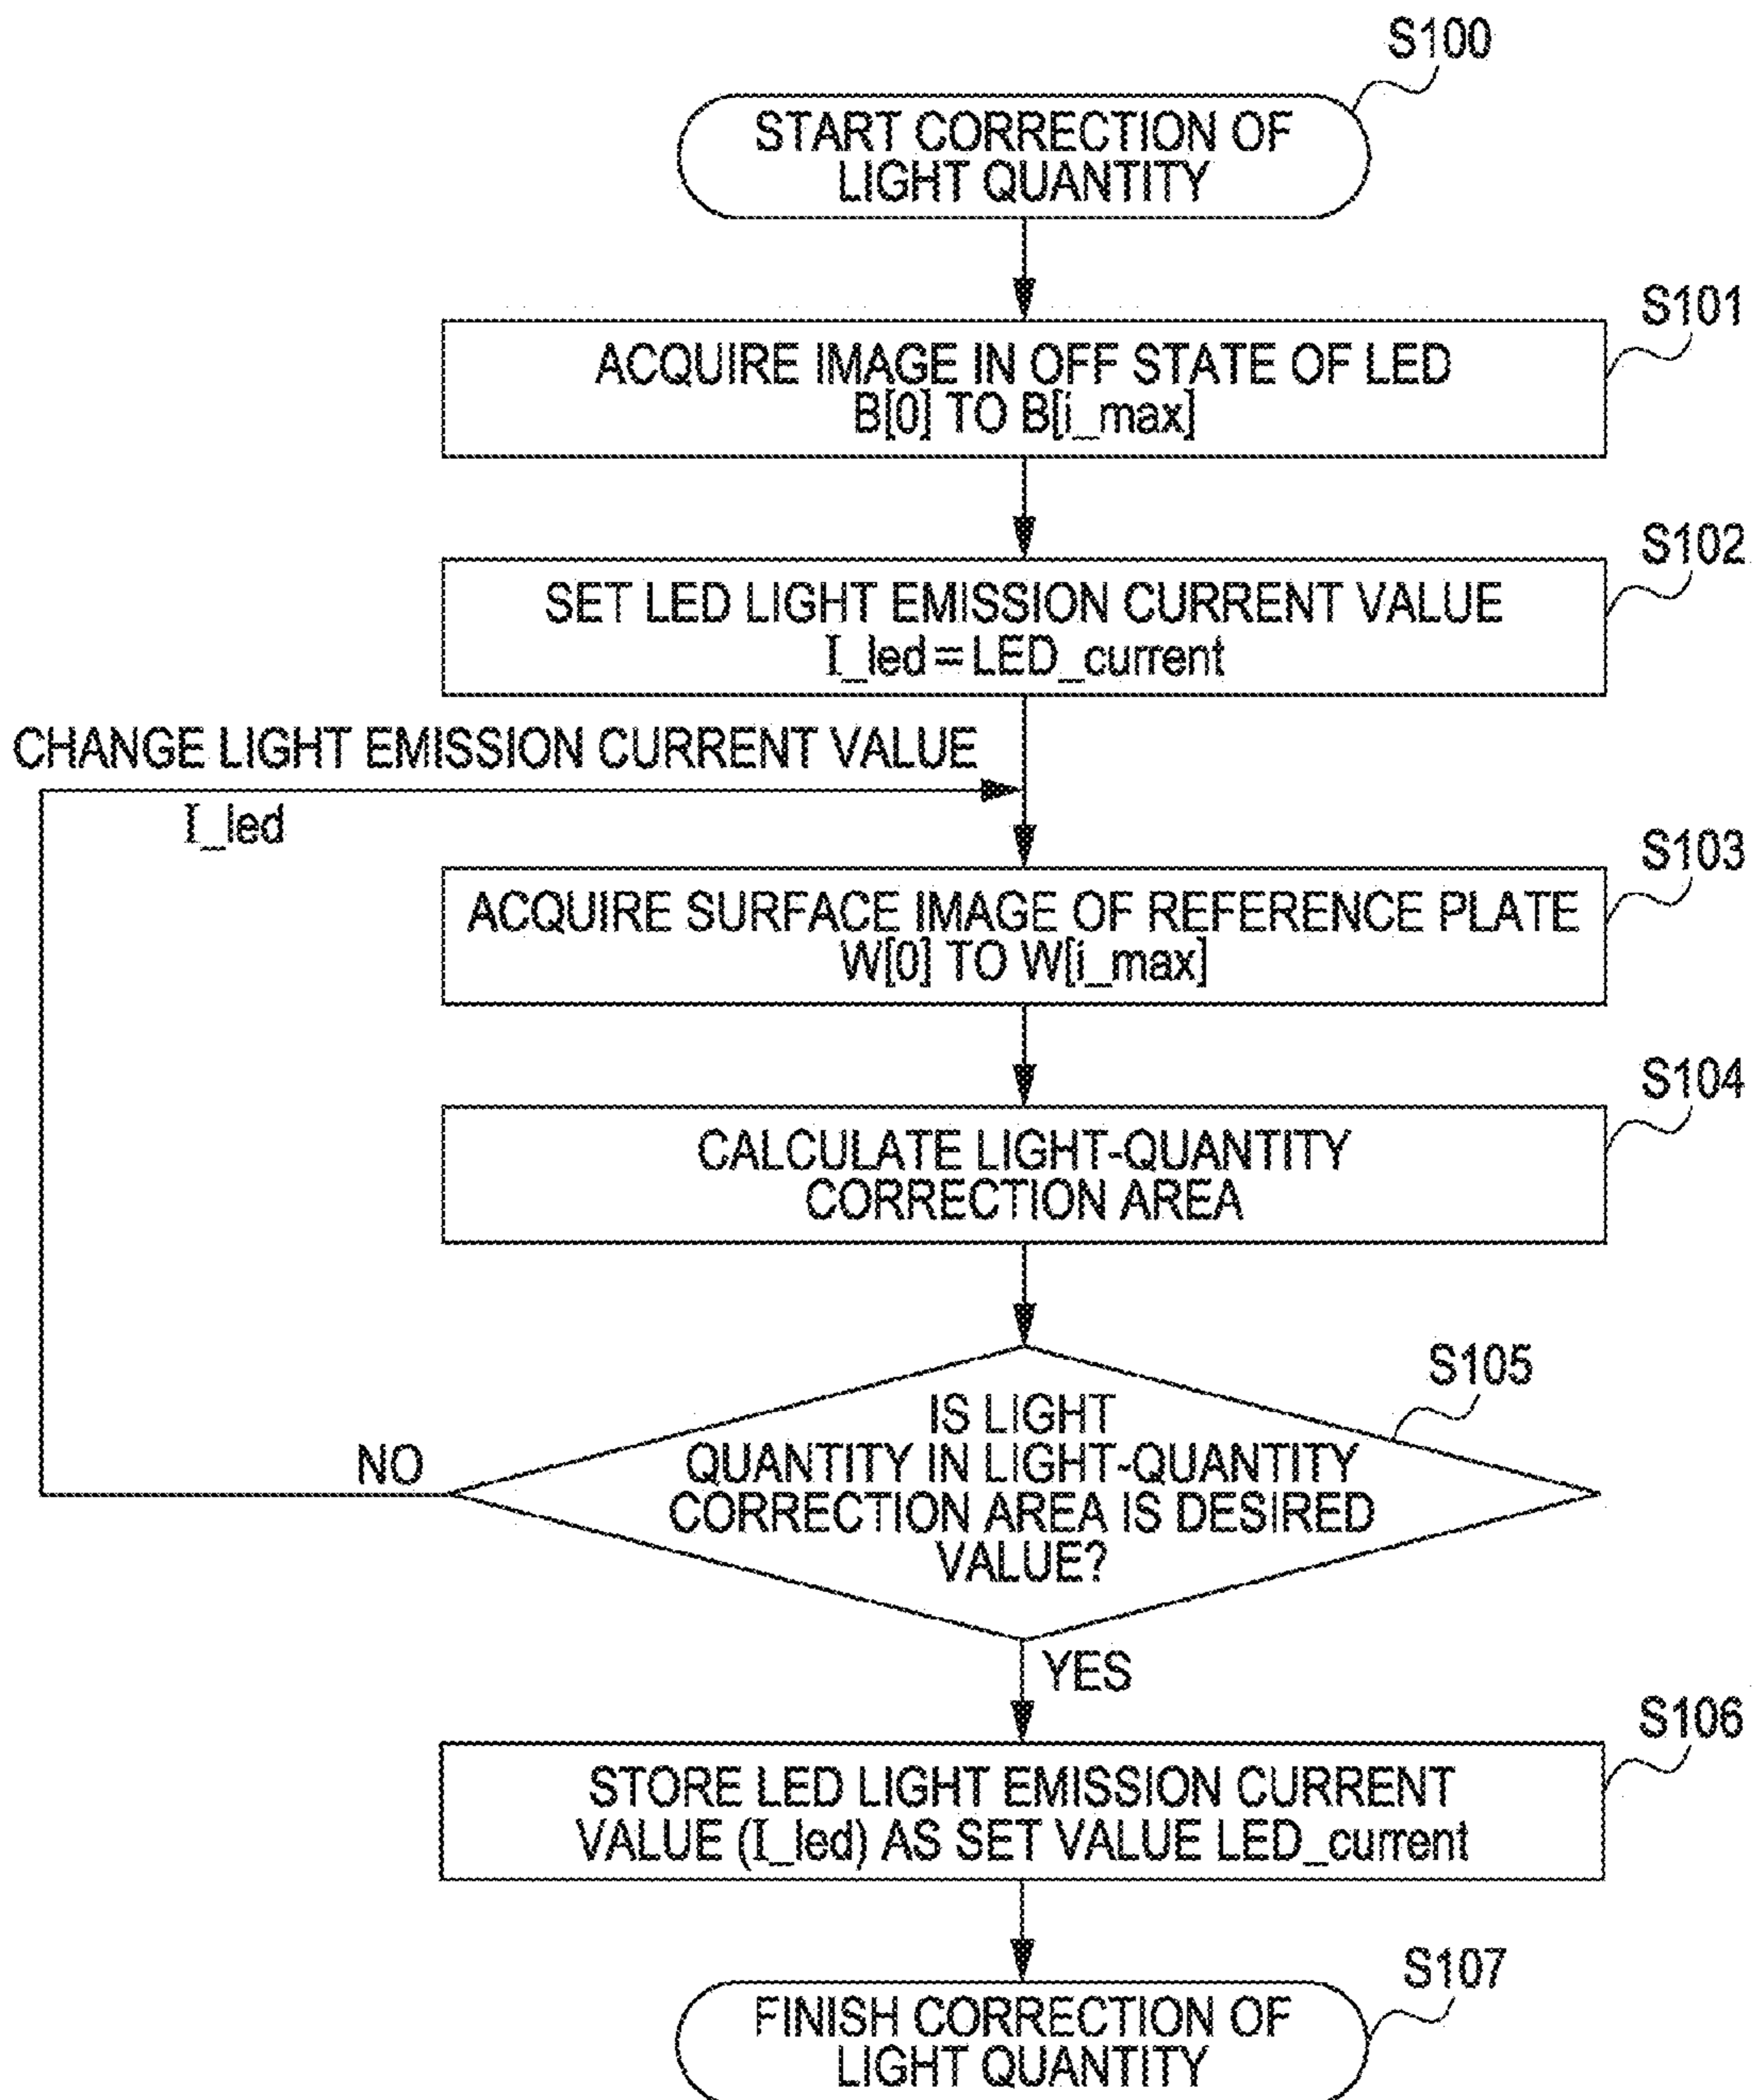 S100
START CORRECTION OF
LIGHT QUANTITY
S101
ACQUIRE IMAGE IN OFF STATE OF LED
B[0] TO B[i_max]
S102
SET LED LIGHT EMISSION CURRENT VALUE
I_led = LED_current
CHANGE LIGHT EMISSION CURRENT VALUE
I_led
S103
ACQUIRE SURFACE IMAGE OF REFERENCE PLATE
W[0] TO W[i_max]
S104
CALCULATE LIGHT-QUANTITY
CORRECTION AREA
S105
IS LIGHT
QUANTITY IN LIGHT-QUANTITY
CORRECTION AREA IS DESIRED
VALUE?
NO
YES
S106
STORE LED LIGHT EMISSION CURRENT
VALUE (I_led) AS SET VALUE LED_current
S107
FINISH CORRECTION OF
LIGHT QUANTITY